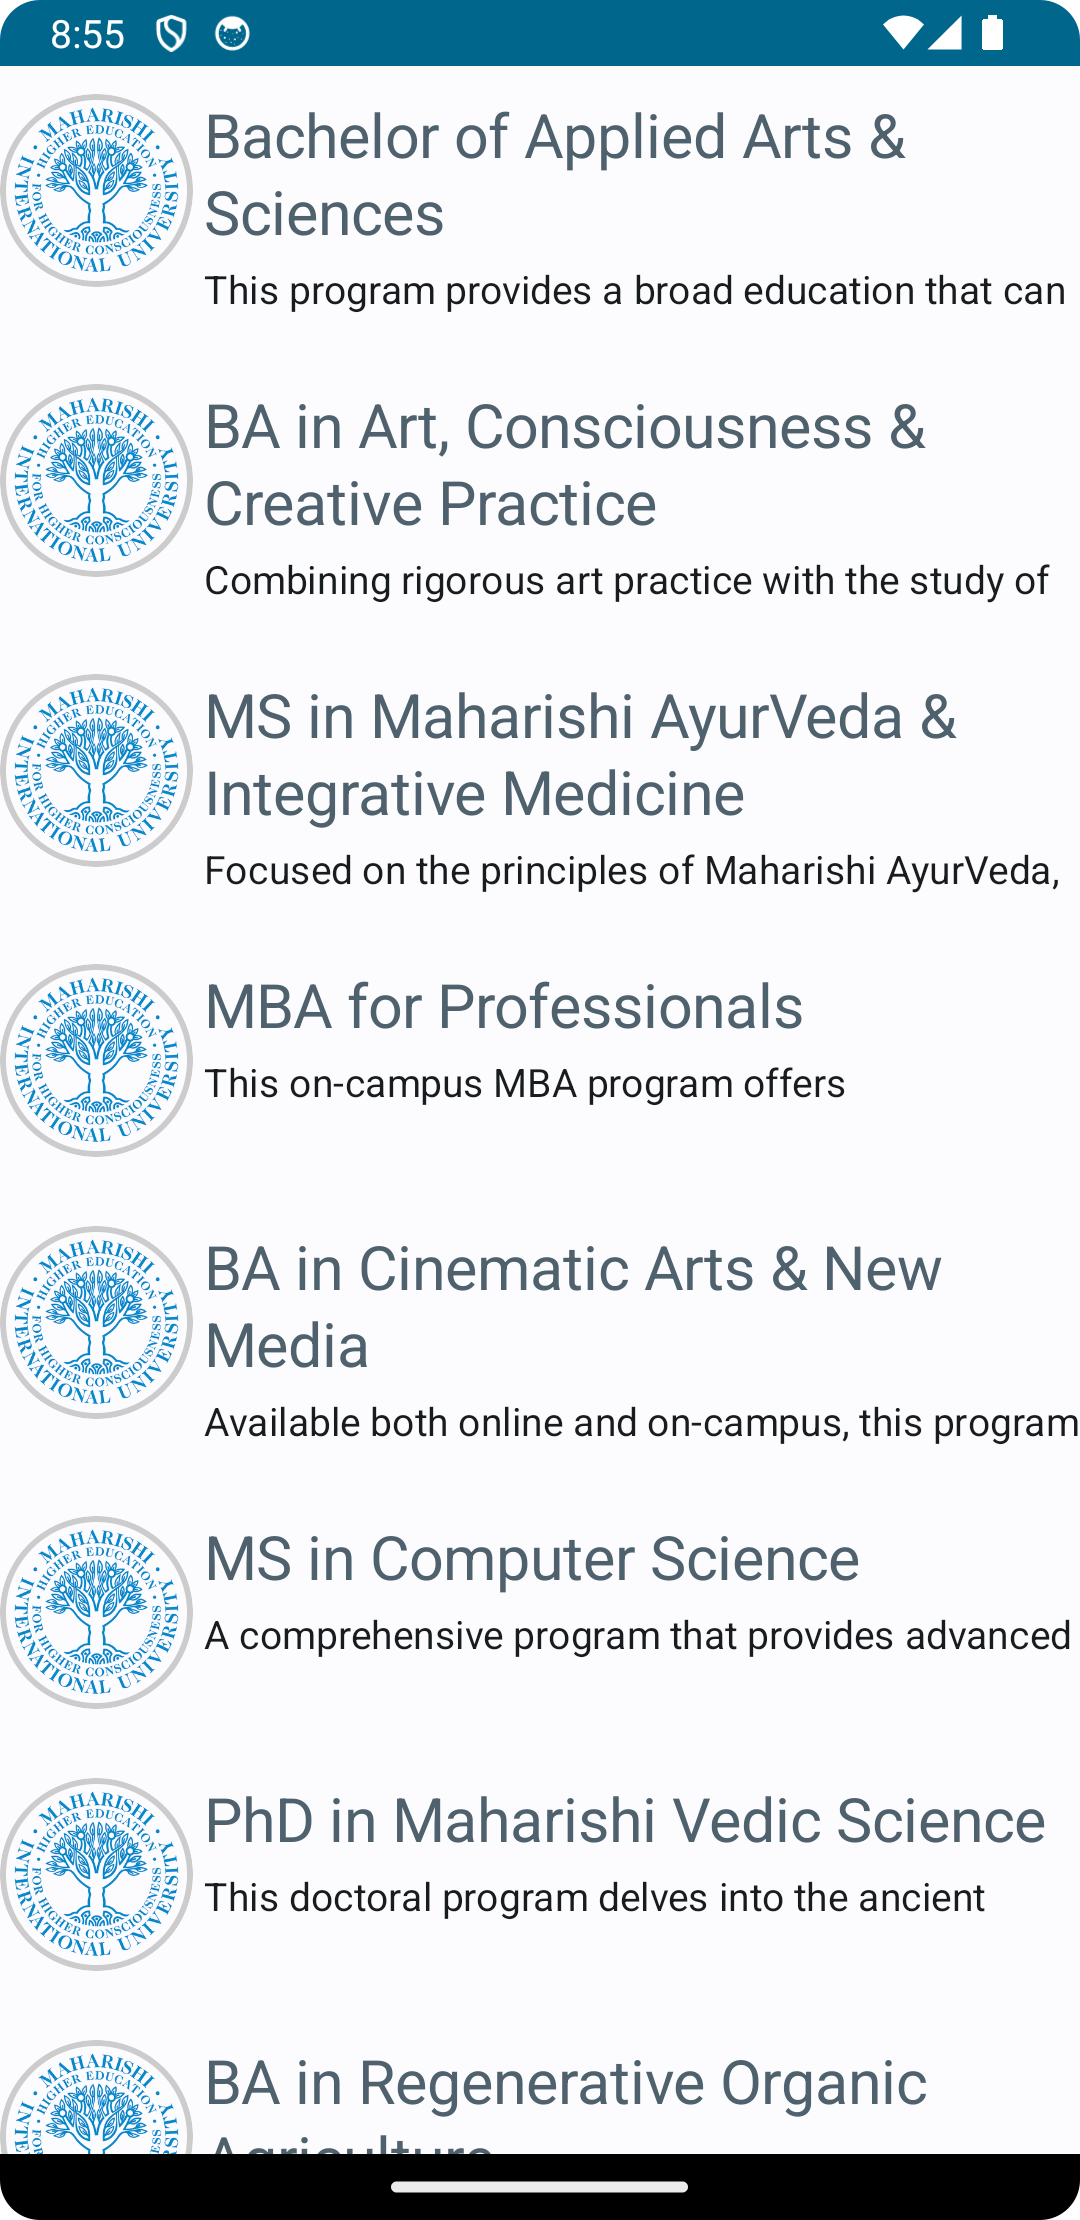 8:55
MAHARISHI INTERNATIONAL UNIVERSITY
HIGHER EDUCATION FOR HIGHER CONSCIOUSNESS
Bachelor of Applied Arts &
Sciences
This program provides a broad education that can
MAHARISHI INTERNATIONAL UNIVERSITY
HIGHER EDUCATION FOR HIGHER CONSCIOUSNESS
BA in Art, Consciousness &
Creative Practice
Combining rigorous art practice with the study of
MAHARISHI INTERNATIONAL UNIVERSITY
HIGHER EDUCATION FOR HIGHER CONSCIOUSNESS
MS in Maharishi AyurVeda &
Integrative Medicine
Focused on the principles of Maharishi AyurVeda,
MAHARISHI INTERNATIONAL UNIVERSITY
HIGHER EDUCATION FOR HIGHER CONSCIOUSNESS
MBA for Professionals
This on-campus MBA program offers
MAHARISHI INTERNATIONAL UNIVERSITY
HIGHER EDUCATION FOR HIGHER CONSCIOUSNESS
BA in Cinematic Arts & New
Media
Available both online and on-campus, this program
MAHARISHI INTERNATIONAL UNIVERSITY
HIGHER EDUCATION FOR HIGHER CONSCIOUSNESS
MS in Computer Science
A comprehensive program that provides advanced
MAHARISHI INTERNATIONAL UNIVERSITY
HIGHER EDUCATION FOR HIGHER CONSCIOUSNESS
PhD in Maharishi Vedic Science
This doctoral program delves into the ancient
MAHARISHI
HIGHER EDUCATION
BA in Regenerative Organic
Agriculture